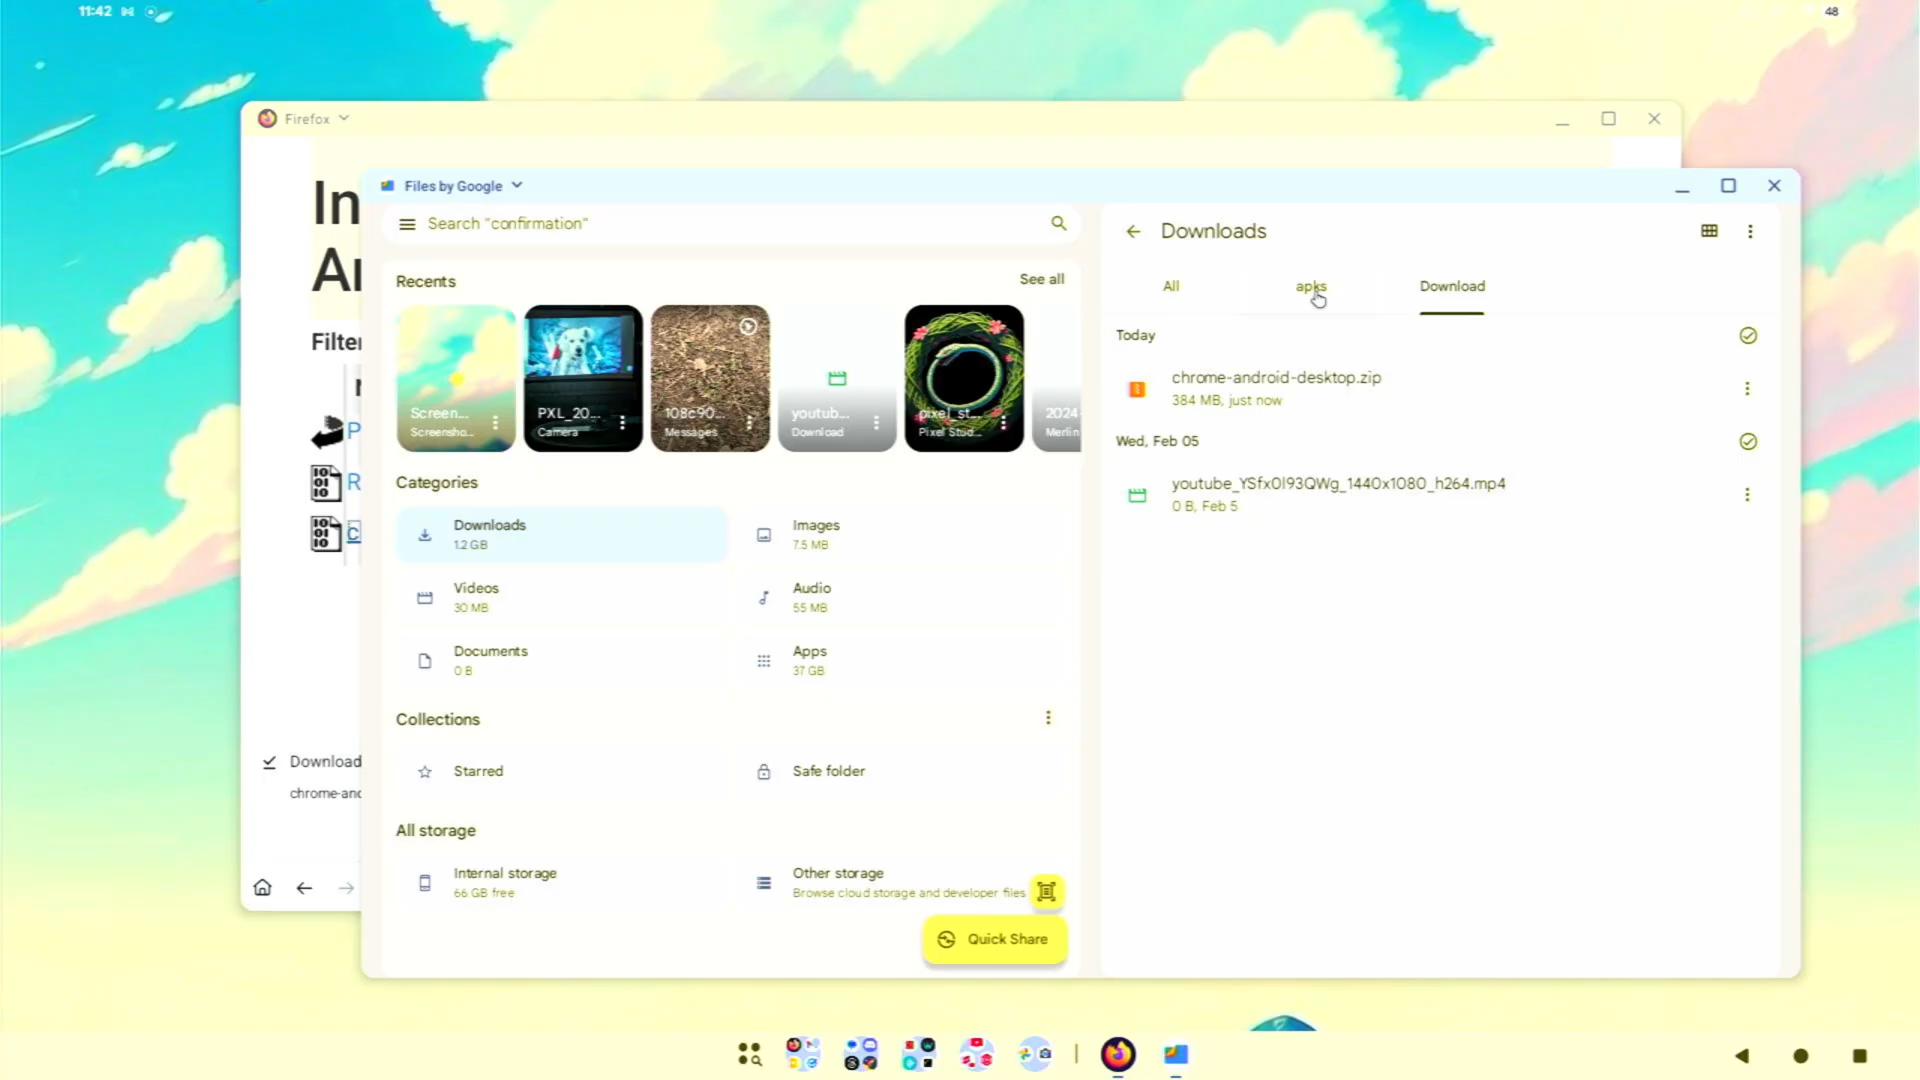 11:42
48
Firefox
In
Ar
Filter
P
R
C
Download
chrome-and
Files by Google
Search "confirmation"
Recents
See all
Screen...
Screensho...
PXL_20...
Camera
108c90...
Messages
youtub...
Download
pixel_st...
Pixel Stud...
2024-
Merlin
Categories
Downloads
1.2 GB
Images
7.5 MB
Videos
30 MB
Audio
55 MB
Documents
0 B
Apps
37 GB
Collections
Starred
Safe folder
All storage
Internal storage
66 GB free
Other storage
Browse cloud storage and developer files
Quick Share
Downloads
All
apks
Download
Today
chrome-android-desktop.zip
384 MB, just now
Wed, Feb 05
youtube_YSfx0l93QWg_1440x1080_h264.mp4
0 B, Feb 5